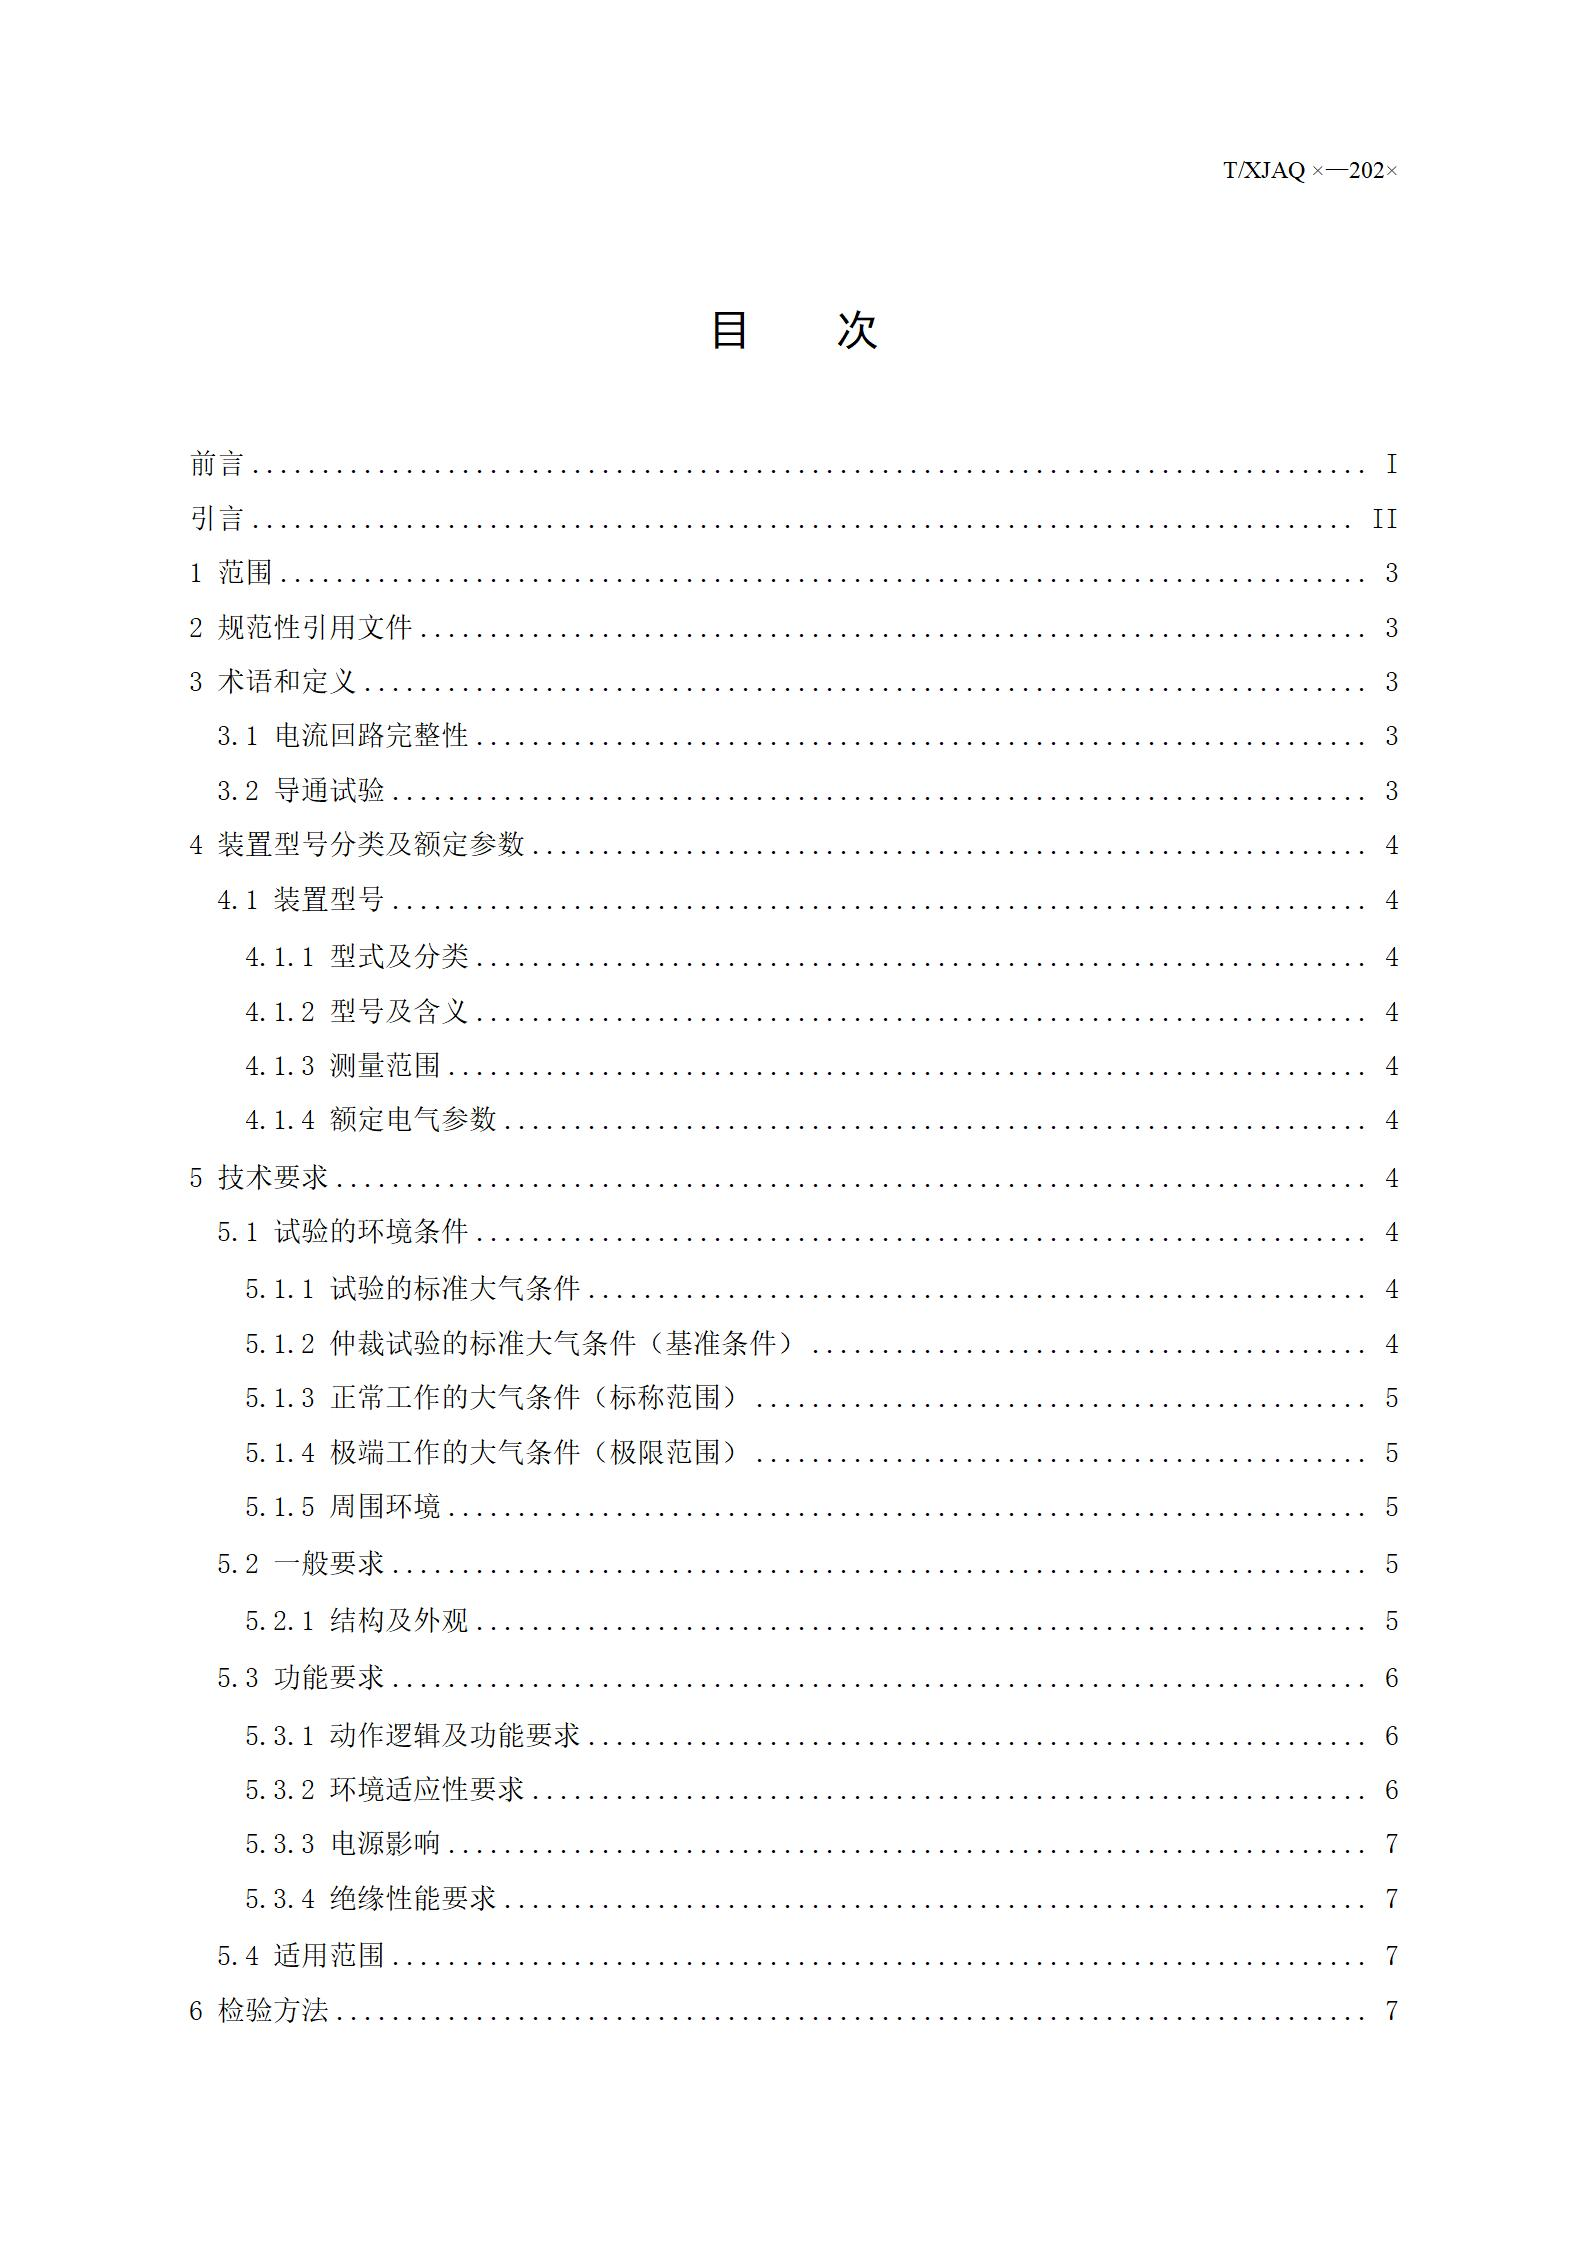 T/XJAQ ×—202×
目 次
前言 ........ I
引言 ........ II
1 范围 ........ 3
2 规范性引用文件 ........ 3
3 术语和定义 ........ 3
3.1 电流回路完整性 ........ 3
3.2 导通试验 ........ 3
4 装置型号分类及额定参数 ........ 4
4.1 装置型号 ........ 4
4.1.1 型式及分类 ........ 4
4.1.2 型号及含义 ........ 4
4.1.3 测量范围 ........ 4
4.1.4 额定电气参数 ........ 4
5 技术要求 ........ 4
5.1 试验的环境条件 ........ 4
5.1.1 试验的标准大气条件 ........ 4
5.1.2 仲裁试验的标准大气条件（基准条件） ........ 4
5.1.3 正常工作的大气条件（标称范围） ........ 5
5.1.4 极端工作的大气条件（极限范围） ........ 5
5.1.5 周围环境 ........ 5
5.2 一般要求 ........ 5
5.2.1 结构及外观 ........ 5
5.3 功能要求 ........ 6
5.3.1 动作逻辑及功能要求 ........ 6
5.3.2 环境适应性要求 ........ 6
5.3.3 电源影响 ........ 7
5.3.4 绝缘性能要求 ........ 7
5.4 适用范围 ........ 7
6 检验方法 ........ 7